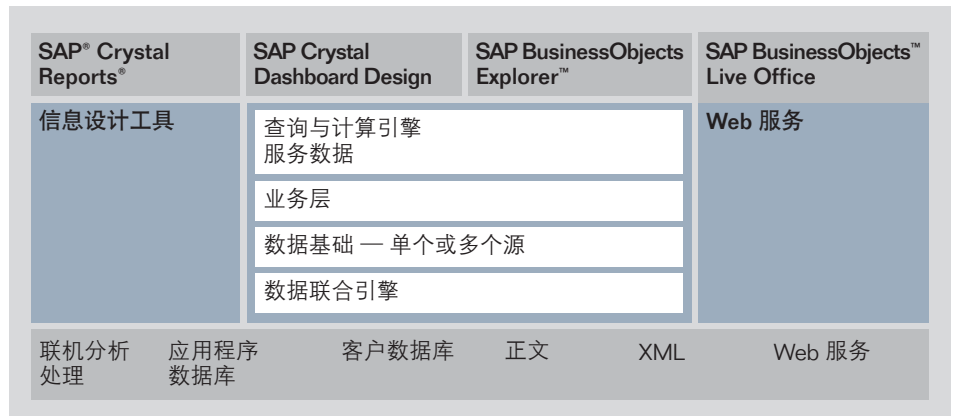 SAP® Crystal
Reports®
SAP Crystal
Dashboard Design
SAP BusinessObjects
Explorer™
SAP BusinessObjects™
Live Office
信息设计工具
查询与计算引擎
服务数据
业务层
数据基础 — 单个或多个源
数据联合引擎
Web 服务
联机分析
处理
应用程序
数据库
客户数据库
正文
XML
Web 服务